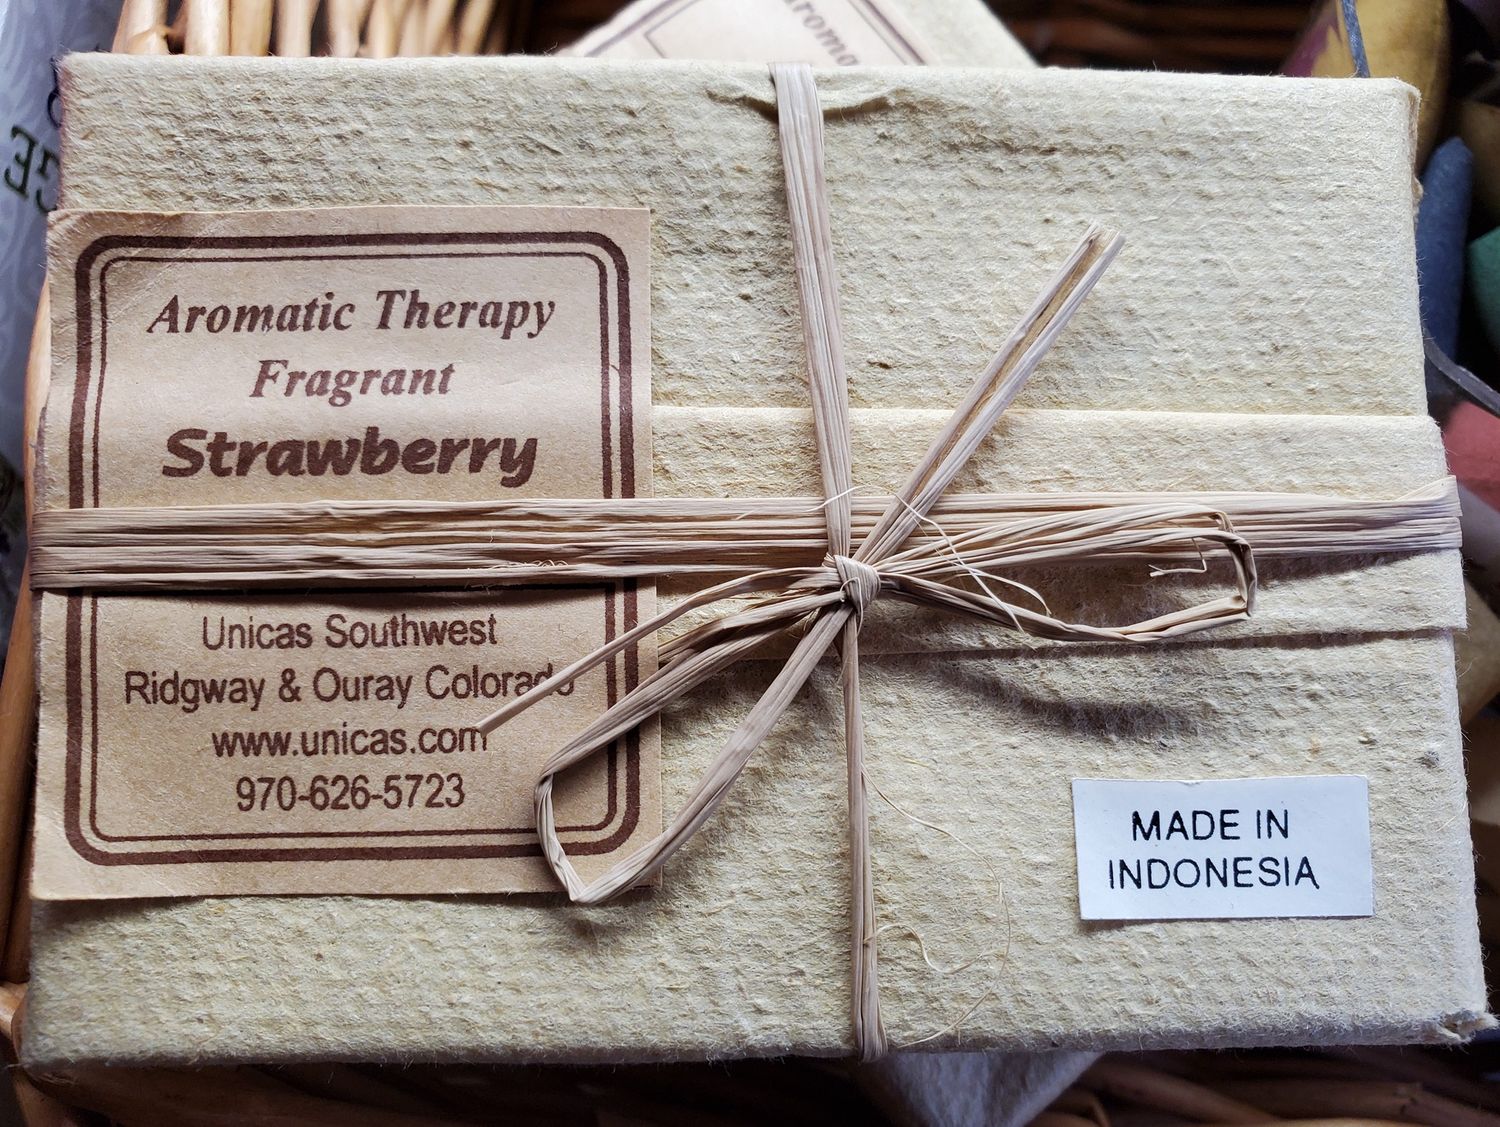 Aromatic Therapy
Fragrant
Strawberry
Unicas Southwest
Ridgway & Ouray Colorado
www.unicas.com
970-626-5723
MADE IN
INDONESIA